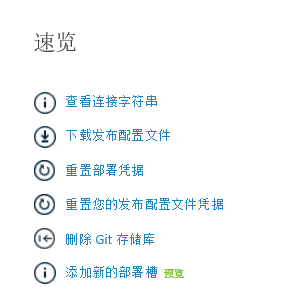 速览
查看连接字符串
下载发布配置文件
重置部署凭据
重置您的发布配置文件凭据
删除 Git 存储库
添加新的部署槽 预览